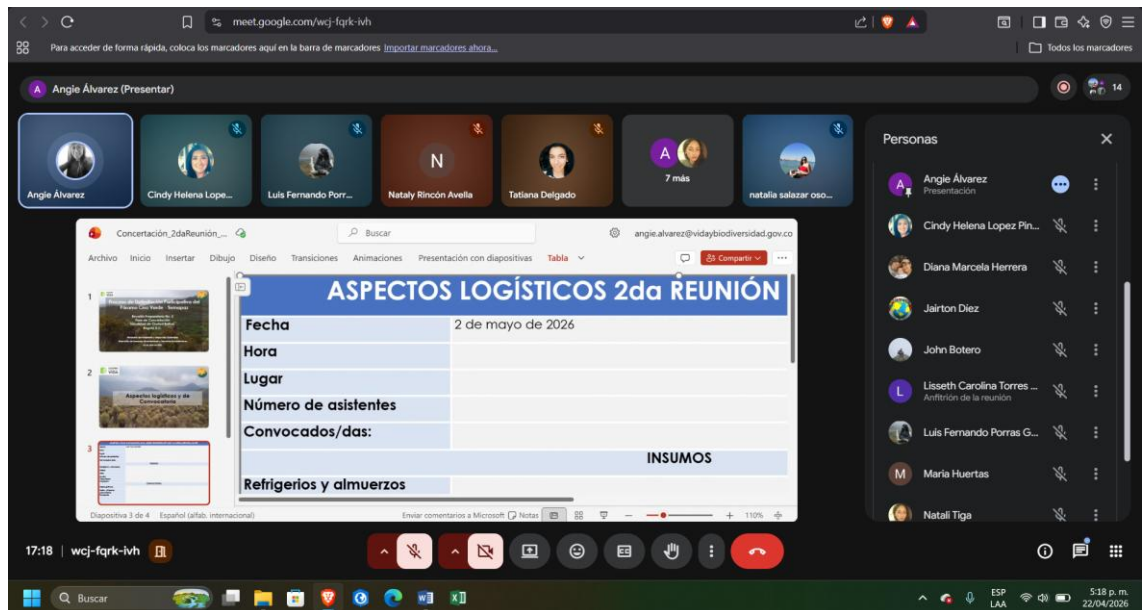 meet.google.com/wcj-fqrk-ivh
Para acceder de forma rápida, coloca los marcadores aquí en la barra de marcadores Importar marcadores ahora...
Todos los marcadores
A Angie Álvarez (Presentar)
14
Angie Álvarez
Cindy Helena Lope...
Luis Fernando Porr...
N
Nataly Rincón Avella
Tatiana Delgado
A
7 más
natalia salazar oso...
Personas
A Angie Álvarez
Presentación
Cindy Helena Lopez Pin...
Diana Marcela Herrera
Jairton Diez
John Botero
L Lisseth Carolina Torres ...
Anfitrión de la reunión
Luis Fernando Porras G...
M Maria Huertas
Natali Tiga
Concertación_2daReunión_...
Buscar
angie.alvarez@vidaybiodiversidad.gov.co
Archivo Inicio Insertar Dibujo Diseño Transiciones Animaciones Presentación con diapositivas Tabla
Compartir
1
2
Aspectos logísticos y de
Convocatoria
3
ASPECTOS LOGÍSTICOS 2da REUNIÓN
Fecha 2 de mayo de 2026
Hora
Lugar
Número de asistentes
Convocados/das:
INSUMOS
Refrigerios y almuerzos
Diapositiva 3 de 4 Español (alfab. internacional) Enviar comentarios a Microsoft Notas 110%
17:18 | wcj-fqrk-ivh
Buscar
ESP
LAA
5:18 p. m.
22/04/2026